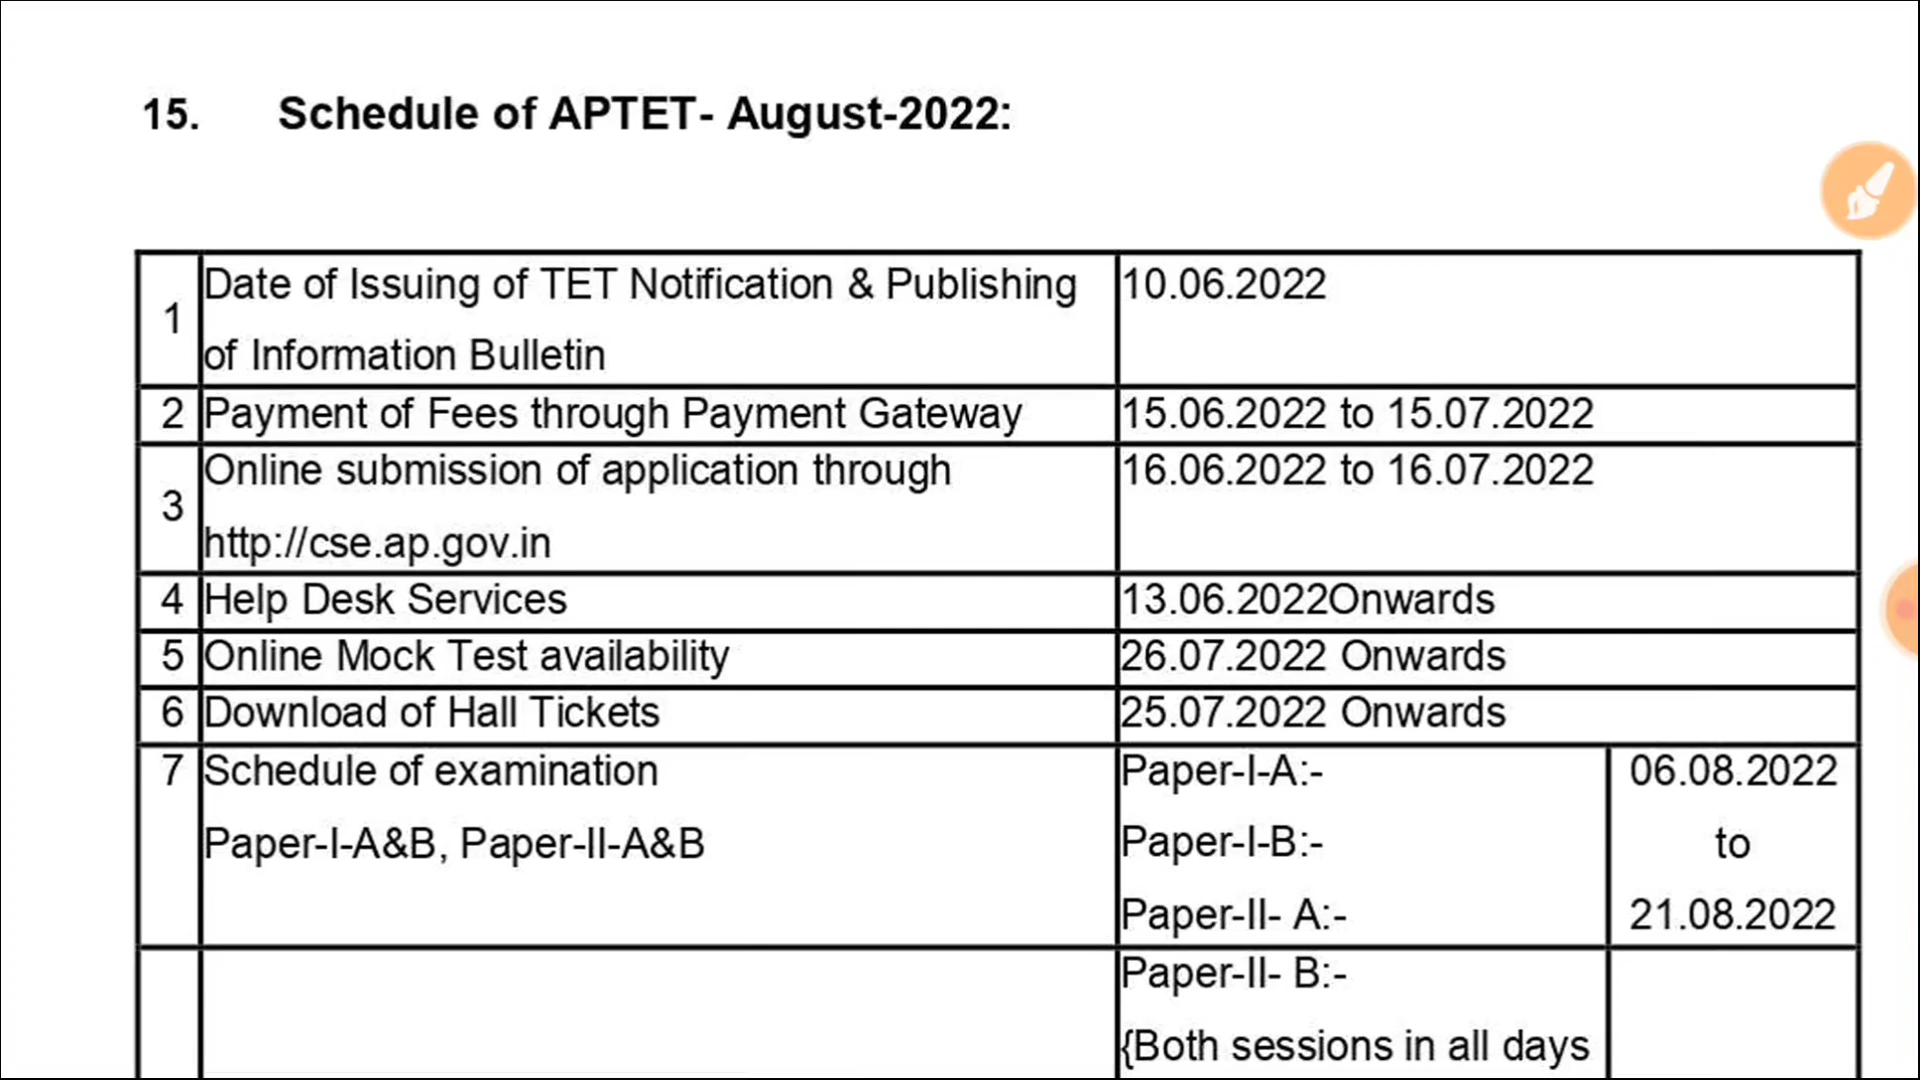 15. Schedule of APTET- August-2022:
1 Date of Issuing of TET Notification & Publishing of Information Bulletin 10.06.2022
2 Payment of Fees through Payment Gateway 15.06.2022 to 15.07.2022
3 Online submission of application through http://cse.ap.gov.in 16.06.2022 to 16.07.2022
4 Help Desk Services 13.06.2022Onwards
5 Online Mock Test availability 26.07.2022 Onwards
6 Download of Hall Tickets 25.07.2022 Onwards
7 Schedule of examination
Paper-I-A&B, Paper-II-A&B
Paper-I-A:-
Paper-I-B:-
Paper-II- A:-
06.08.2022
to
21.08.2022
Paper-II- B:-
{Both sessions in all days